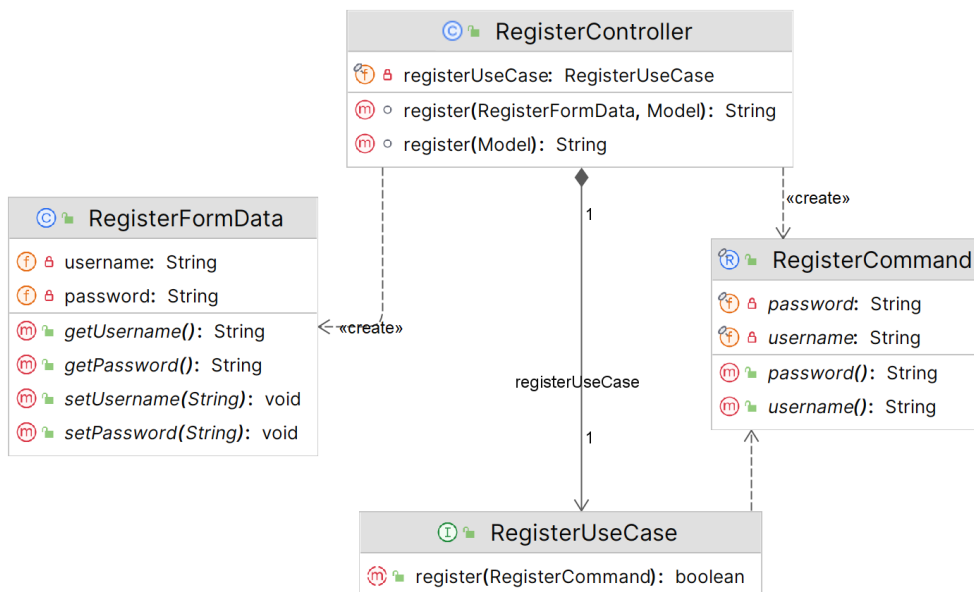 RegisterController
registerUseCase: RegisterUseCase
register(RegisterFormData, Model): String
register(Model): String
RegisterFormData
username: String
password: String
getUsername(): String
getPassword(): String
setUsername(String): void
setPassword(String): void
«create»
1
registerUseCase
1
«create»
RegisterCommand
password: String
username: String
password(): String
username(): String
RegisterUseCase
register(RegisterCommand): boolean